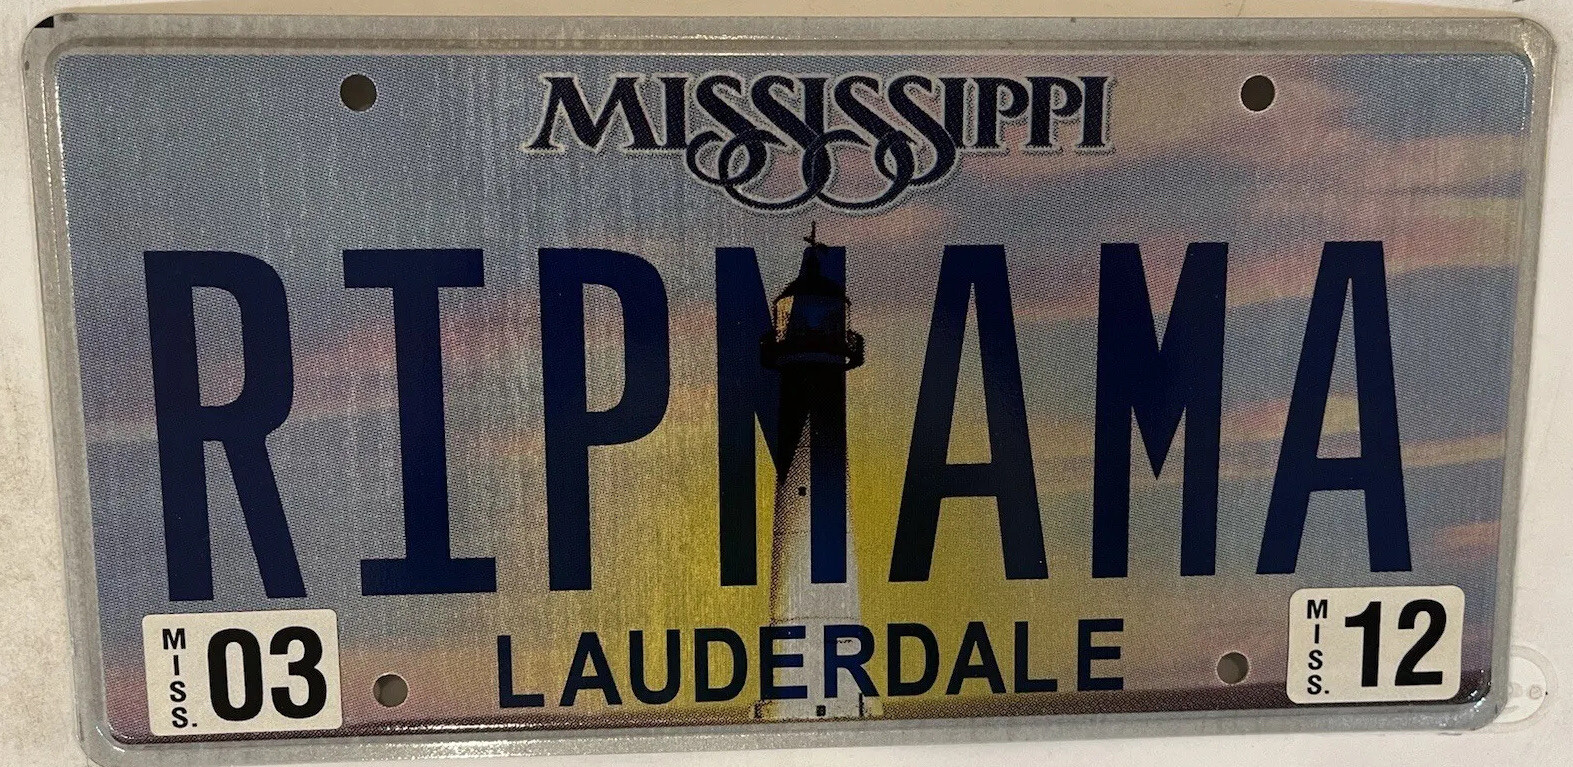 MISSISSIPPI
RIPMAMA
MISS. 03
LAUDERDALE
MISS. 12